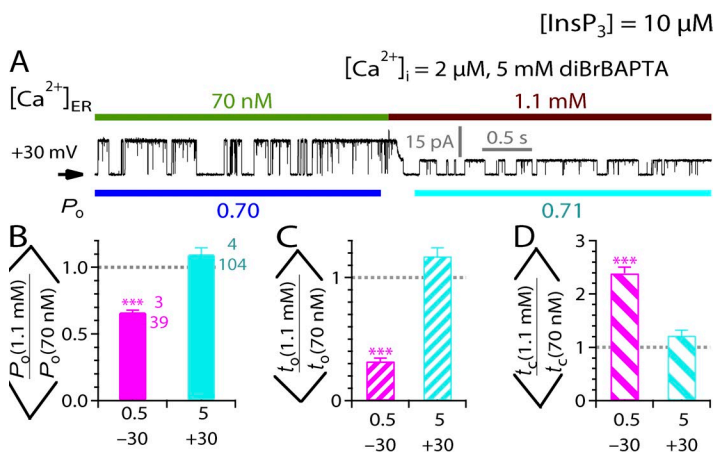 [InsP3] = 10 µM
A
[Ca2+]i = 2 µM, 5 mM diBrBAPTA
[Ca2+]ER
70 nM
1.1 mM
+30 mV
15 pA
0.5 s
Po
0.70
0.71
B
Po(1.1 mM)
Po(70 nM)
1.0
0.5
0.0
***
3
39
4
104
0.5
5
−30
+30
C
to(1.1 mM)
to(70 nM)
1
0
***
0.5
5
−30
+30
D
tc(1.1 mM)
tc(70 nM)
3
2
1
0
***
0.5
5
−30
+30